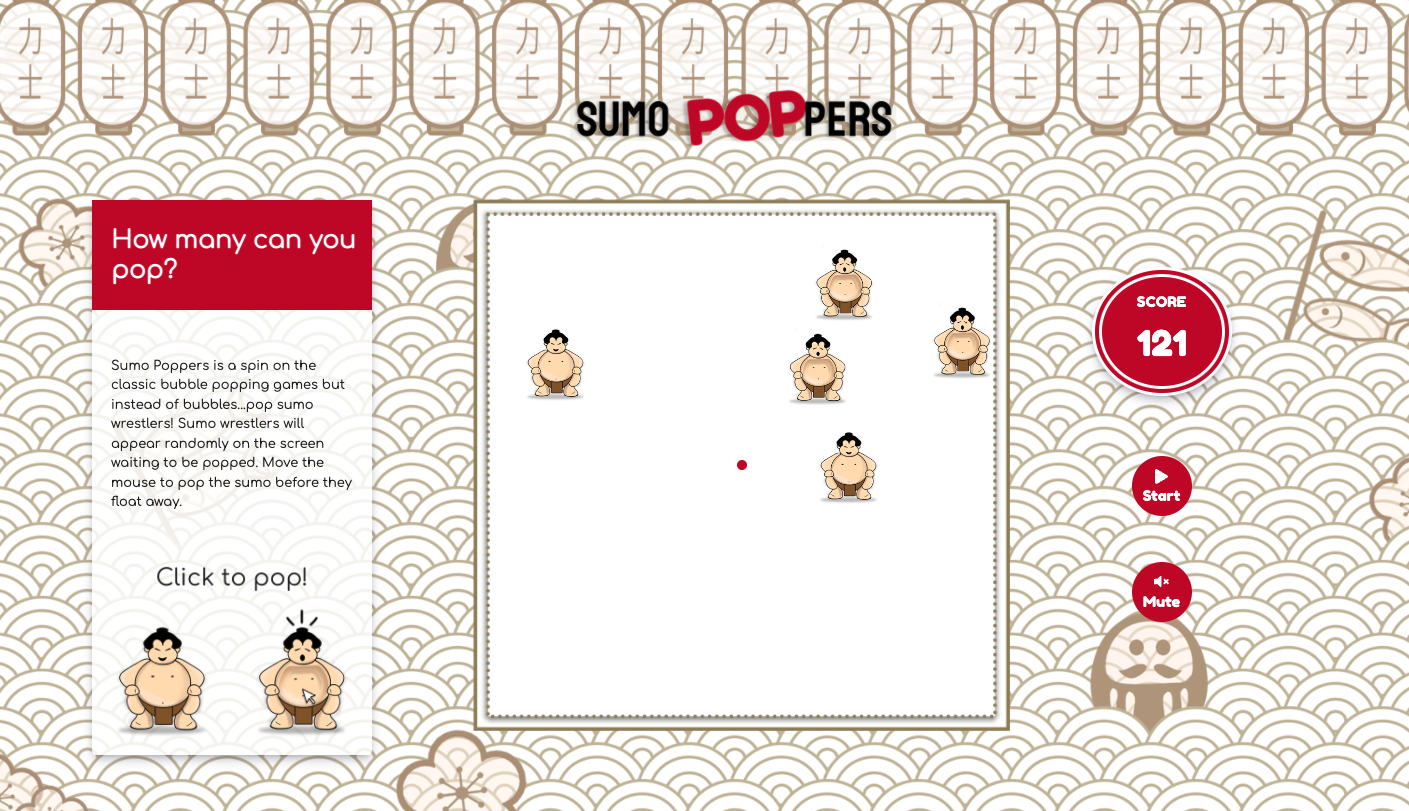 力士 力士 力士 力士 力士 力士 力士 力士 力士 力士 力士 力士 力士 力士 力士 力士 力士
SUMO POPPERS
How many can you
pop?
Sumo Poppers is a spin on the
classic bubble popping games but
instead of bubbles...pop sumo
wrestlers! Sumo wrestlers will
appear randomly on the screen
waiting to be popped. Move the
mouse to pop the sumo before they
float away.
Click to pop!
SCORE
121
Start
Mute